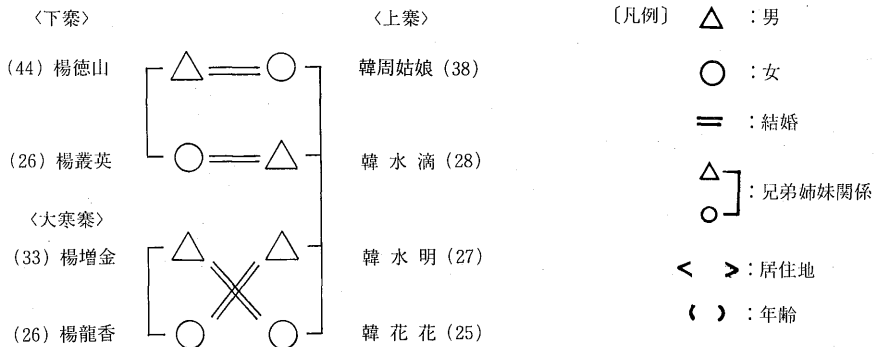 〈下寨〉 〈上寨〉 〔凡例〕 :男
(44) 楊徳山 韓周姑娘 (38)
:女
:結婚
(26) 楊叢英 韓水滴 (28)
:兄弟姉妹関係
〈大寒寨〉
(33) 楊増金 韓水明 (27)
< >:居住地
( ):年齢
(26) 楊龍香 韓花花 (25)